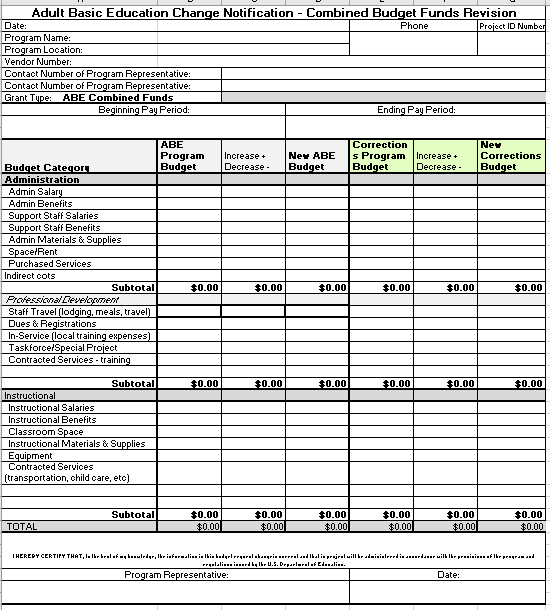 Adult Basic Education Change Notification - Combined Budget Funds Revision
Date: Phone Project ID Number
Program Name:
Program Location:
Vendor Number:
Contact Number of Program Representative:
Contact Number of Program Representative:
Grant Type: ABE Combined Funds
Beginning Pay Period: Ending Pay Period:
Budget Category ABE Program Budget Increase + Decrease - New ABE Budget Correction s Program Budget Increase + Decrease - New Corrections Budget
Administration
Admin Salary
Admin Benefits
Support Staff Salaries
Support Staff Benefits
Admin Materials & Supplies
Space/Rent
Purchased Services
Indirect cots
Subtotal $0.00 $0.00 $0.00 $0.00 $0.00 $0.00
Professional Development
Staff Travel (lodging, meals, travel)
Dues & Registrations
In-Service (local training expenses)
Taskforce/Special Project
Contracted Services - training
Subtotal $0.00 $0.00 $0.00 $0.00 $0.00 $0.00
Instructional
Instructional Salaries
Instructional Benefits
Classroom Space
Instructional Materials & Supplies
Equipment
Contracted Services
(transportation, child care, etc)
Subtotal $0.00 $0.00 $0.00 $0.00 $0.00 $0.00
TOTAL $0.00 $0.00 $0.00 $0.00 $0.00 $0.00
I HEREBY CERTIFY THAT, to the best of my knowledge, the information in this budget request change is correct and that is project will be administered in accordance with the provisions of the program and
regulations issued by the U.S. Department of Education.
Program Representative: Date: